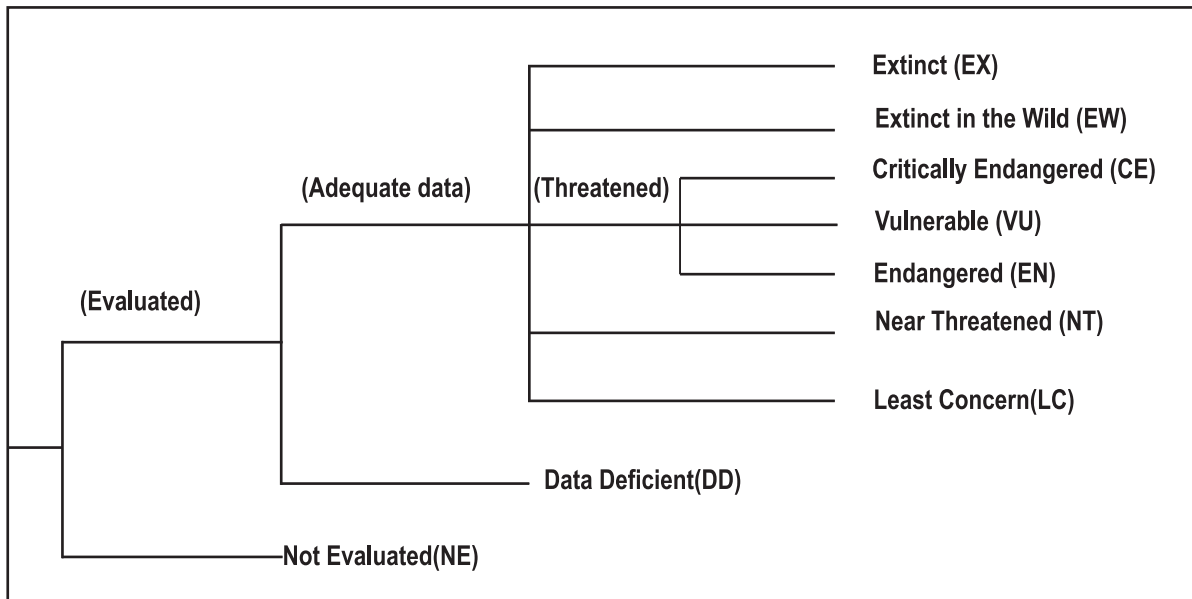 Extinct (EX)
Extinct in the Wild (EW)
(Adequate data)
(Threatened)
Critically Endangered (CE)
Vulnerable (VU)
Endangered (EN)
(Evaluated)
Near Threatened (NT)
Least Concern(LC)
Data Deficient(DD)
Not Evaluated(NE)